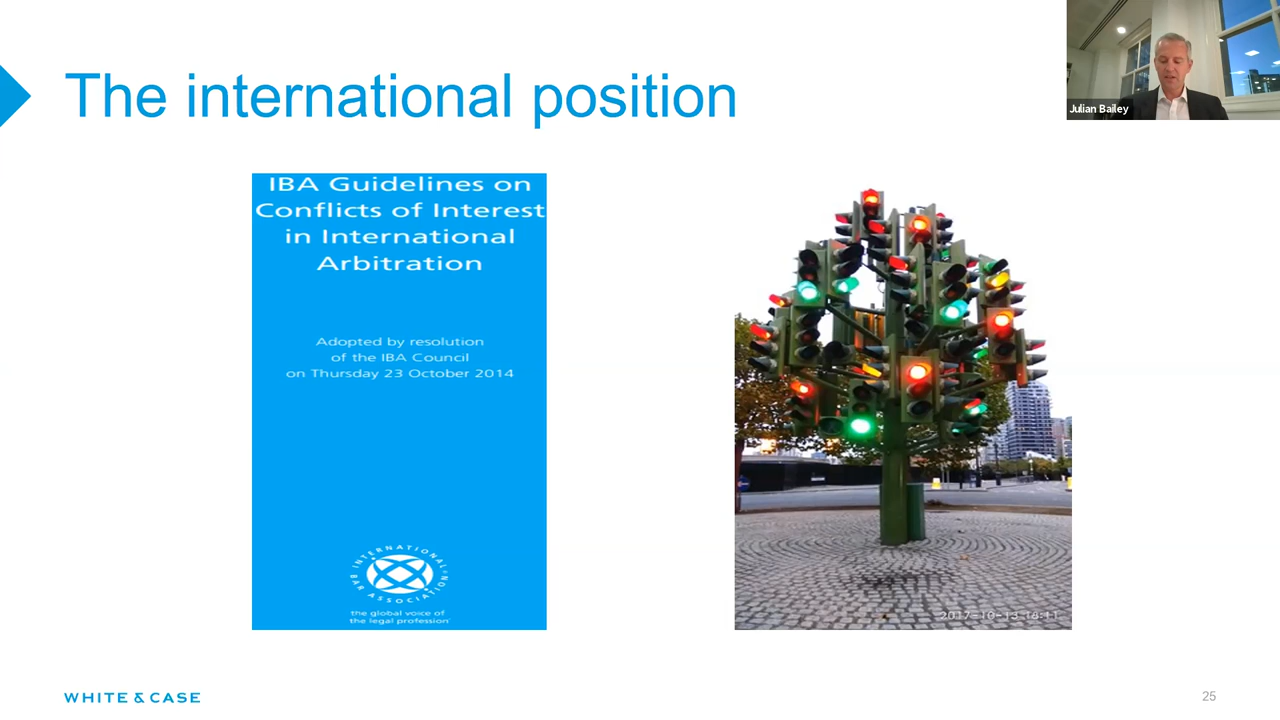 The international position
Julian Bailey
IBA Guidelines on
Conflicts of Interest
in International
Arbitration
Adopted by resolution
of the IBA Council
on Thursday 23 October 2014
INTERNATIONAL
BAR ASSOCIATION
the global voice of
the legal profession
2017-10-13 18:11
WHITE & CASE
25